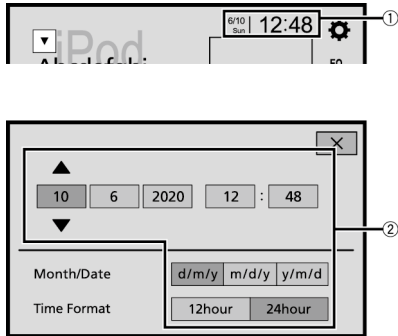 6/10
Sun
12:48
①
iPod
10 6 2020 12 : 48
②
Month/Date d/m/y m/d/y y/m/d
Time Format 12hour 24hour